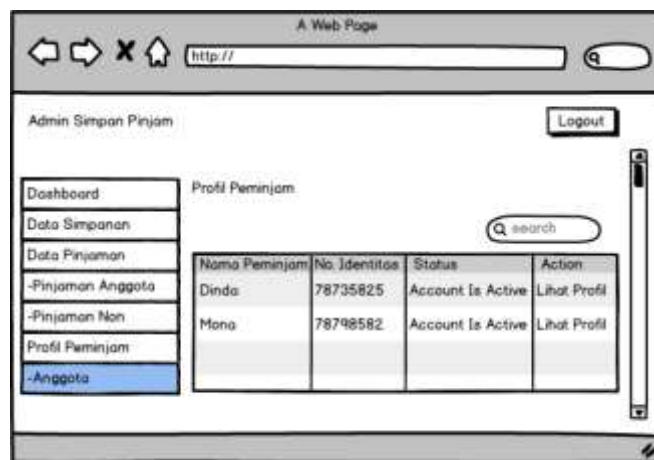 A Web Page
http://
Admin Simpan Pinjam
Logout
Dashboard
Data Simpanan
Data Pinjaman
-Pinjaman Anggota
-Pinjaman Non
Profil Peminjam
-Anggota
Profil Peminjam
search
Nama Peminjam No. Identitas Status Action
Dinda 78735825 Account Is Active Lihat Profil
Mona 78798582 Account Is Active Lihat Profil